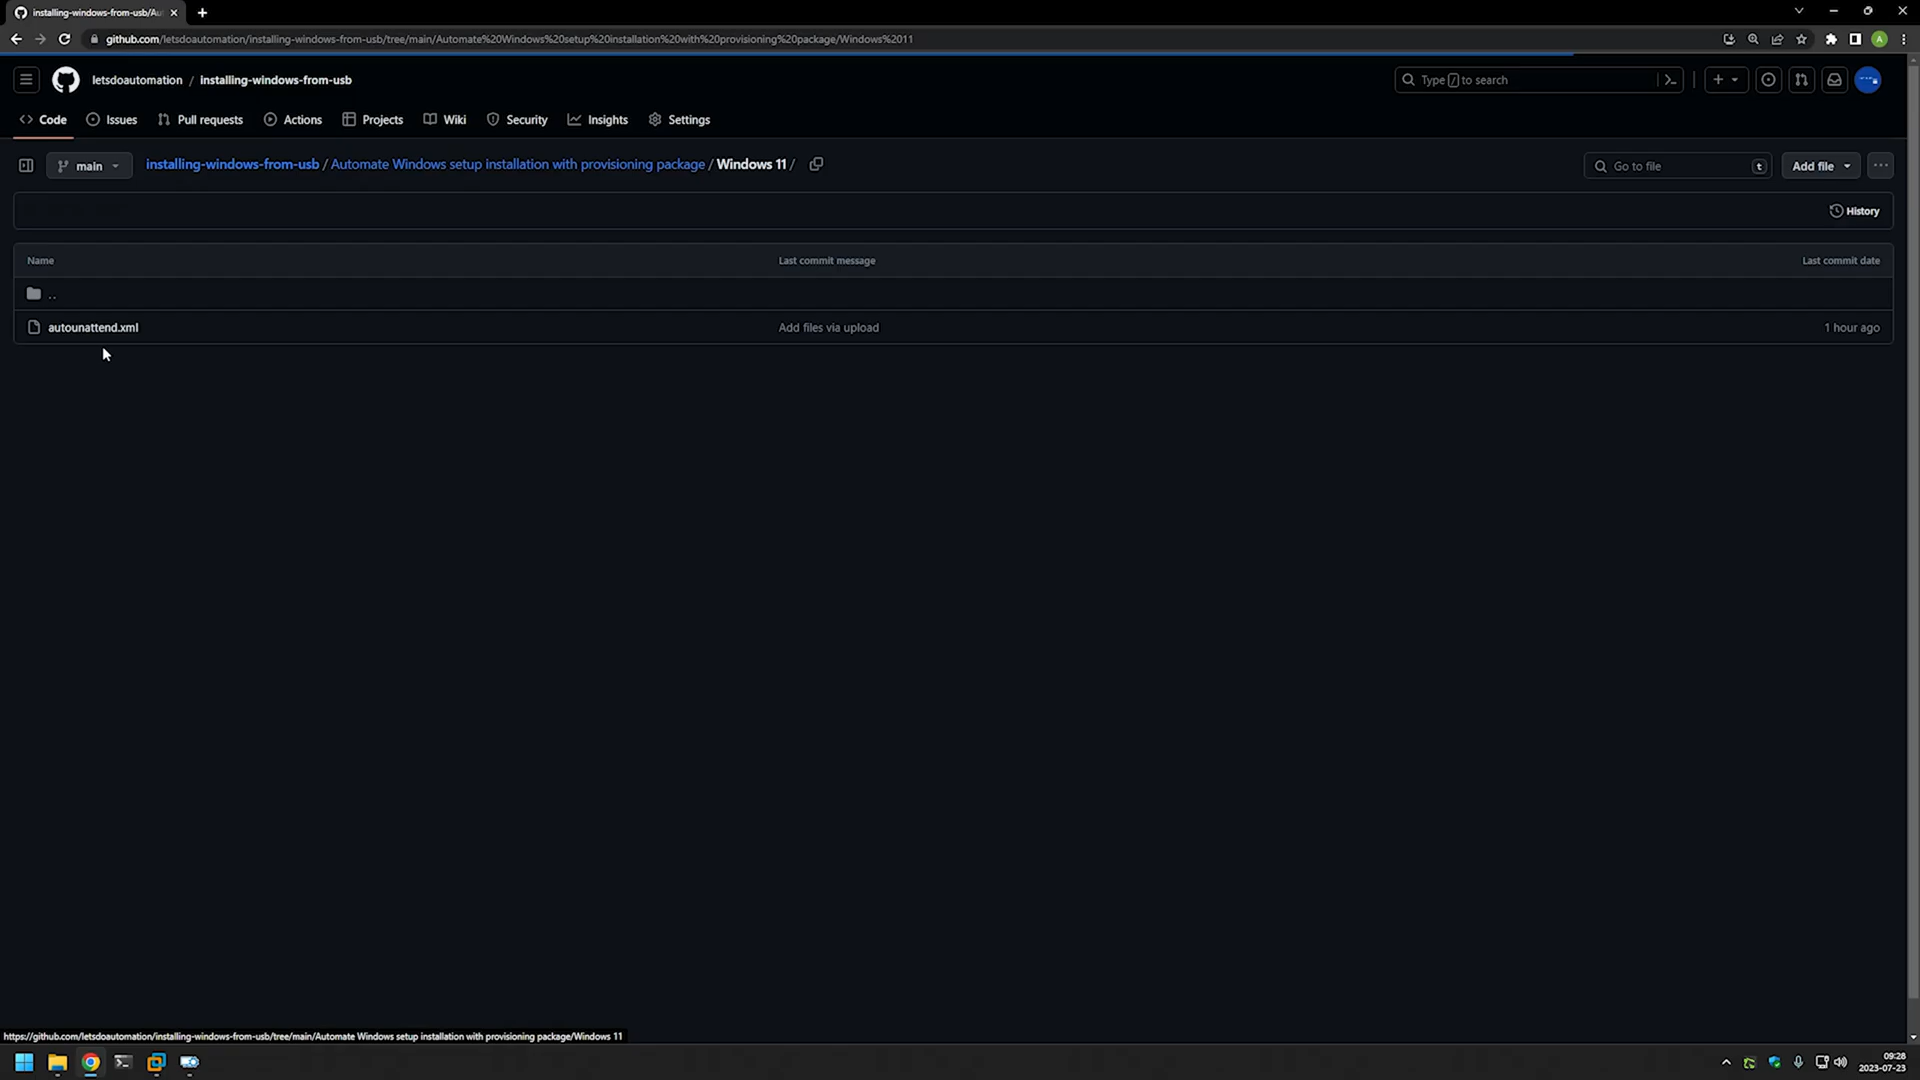 installing-windows-from-usb/Au
github.com/letsdoautomation/installing-windows-from-usb/tree/main/Automate%20Windows%20setup%20installation%20with%20provisioning%20package/Windows%2011
A
letsdoautomation / installing-windows-from-usb
Type / to search
Code
Issues
Pull requests
Actions
Projects
Wiki
Security
Insights
Settings
main
installing-windows-from-usb / Automate Windows setup installation with provisioning package / Windows 11 /
Go to file
t
Add file
History
Name
Last commit message
Last commit date
..
autounattend.xml
Add files via upload
1 hour ago
https://github.com/letsdoautomation/installing-windows-from-usb/tree/main/Automate Windows setup installation with provisioning package/Windows 11
09:28
2023-07-23